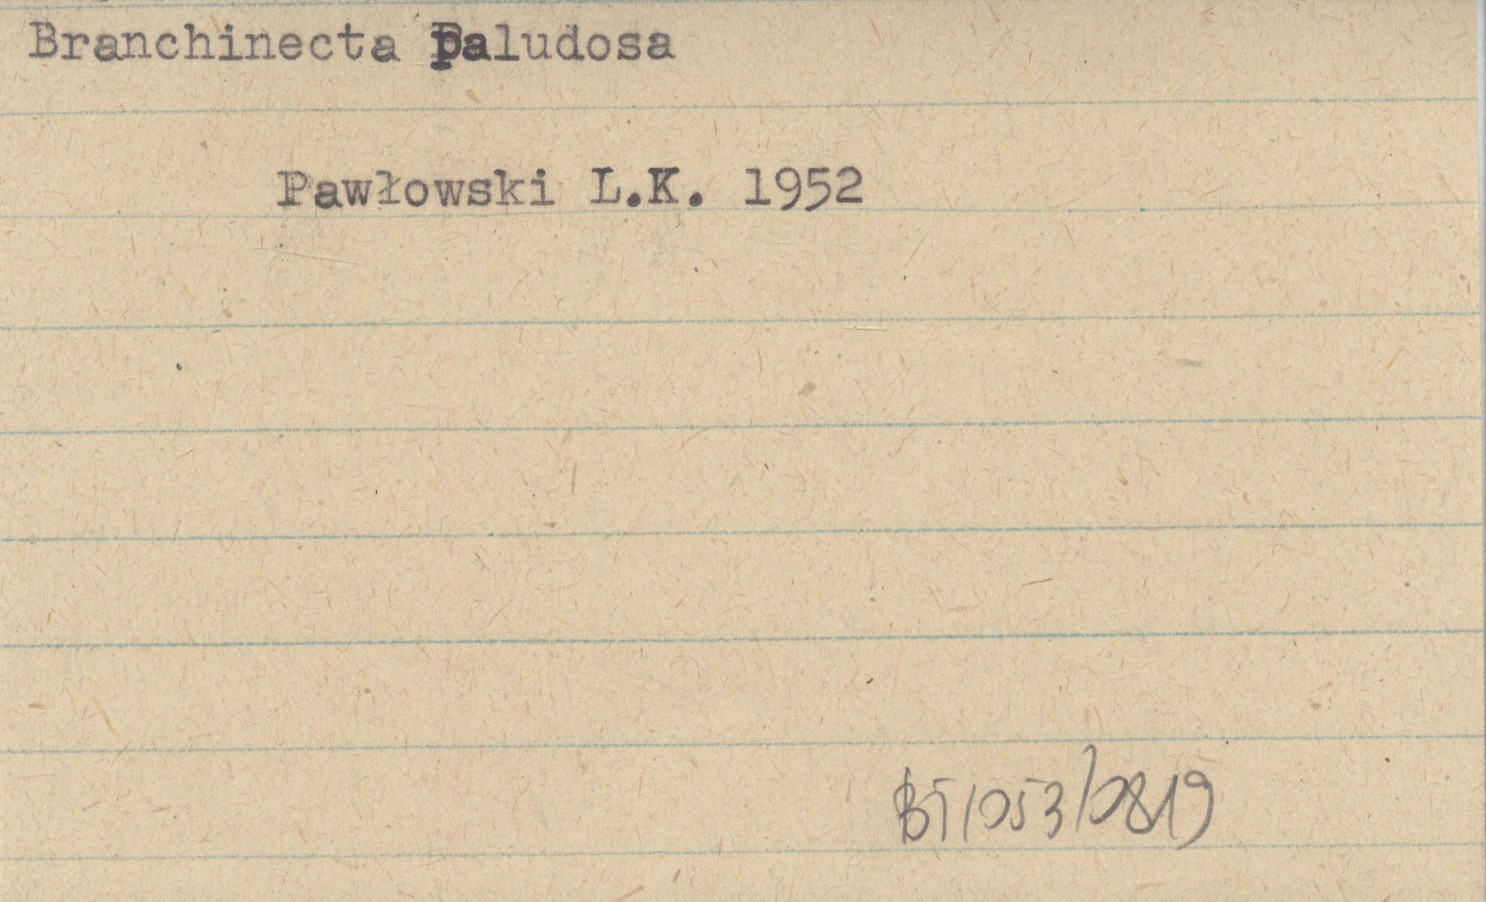 Branchinecta paludosa
Pawłowski L.K. 1952
BT1053/0819